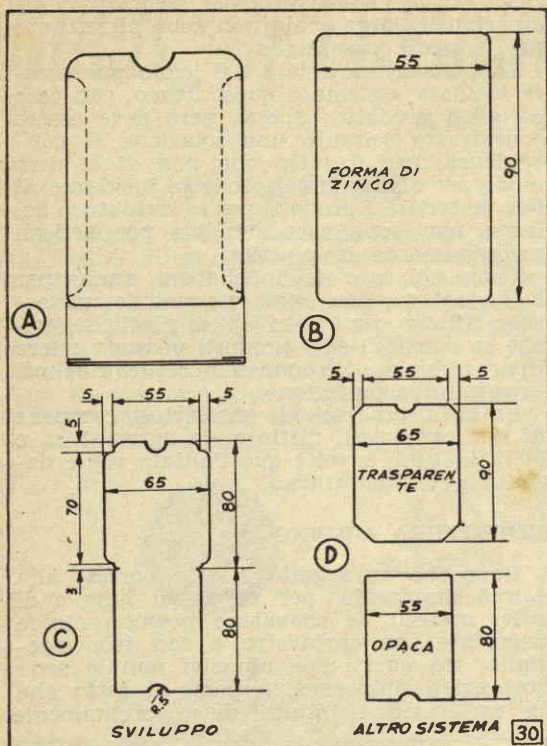 A
55
90
FORMA DI
ZINCO
B
5 55 5
5
65
70
80
3
C
80
R.5
SVILUPPO
5 55 5
65
90
TRASPAREN-
TE
D
55
OPACA
80
ALTRO SISTEMA
30